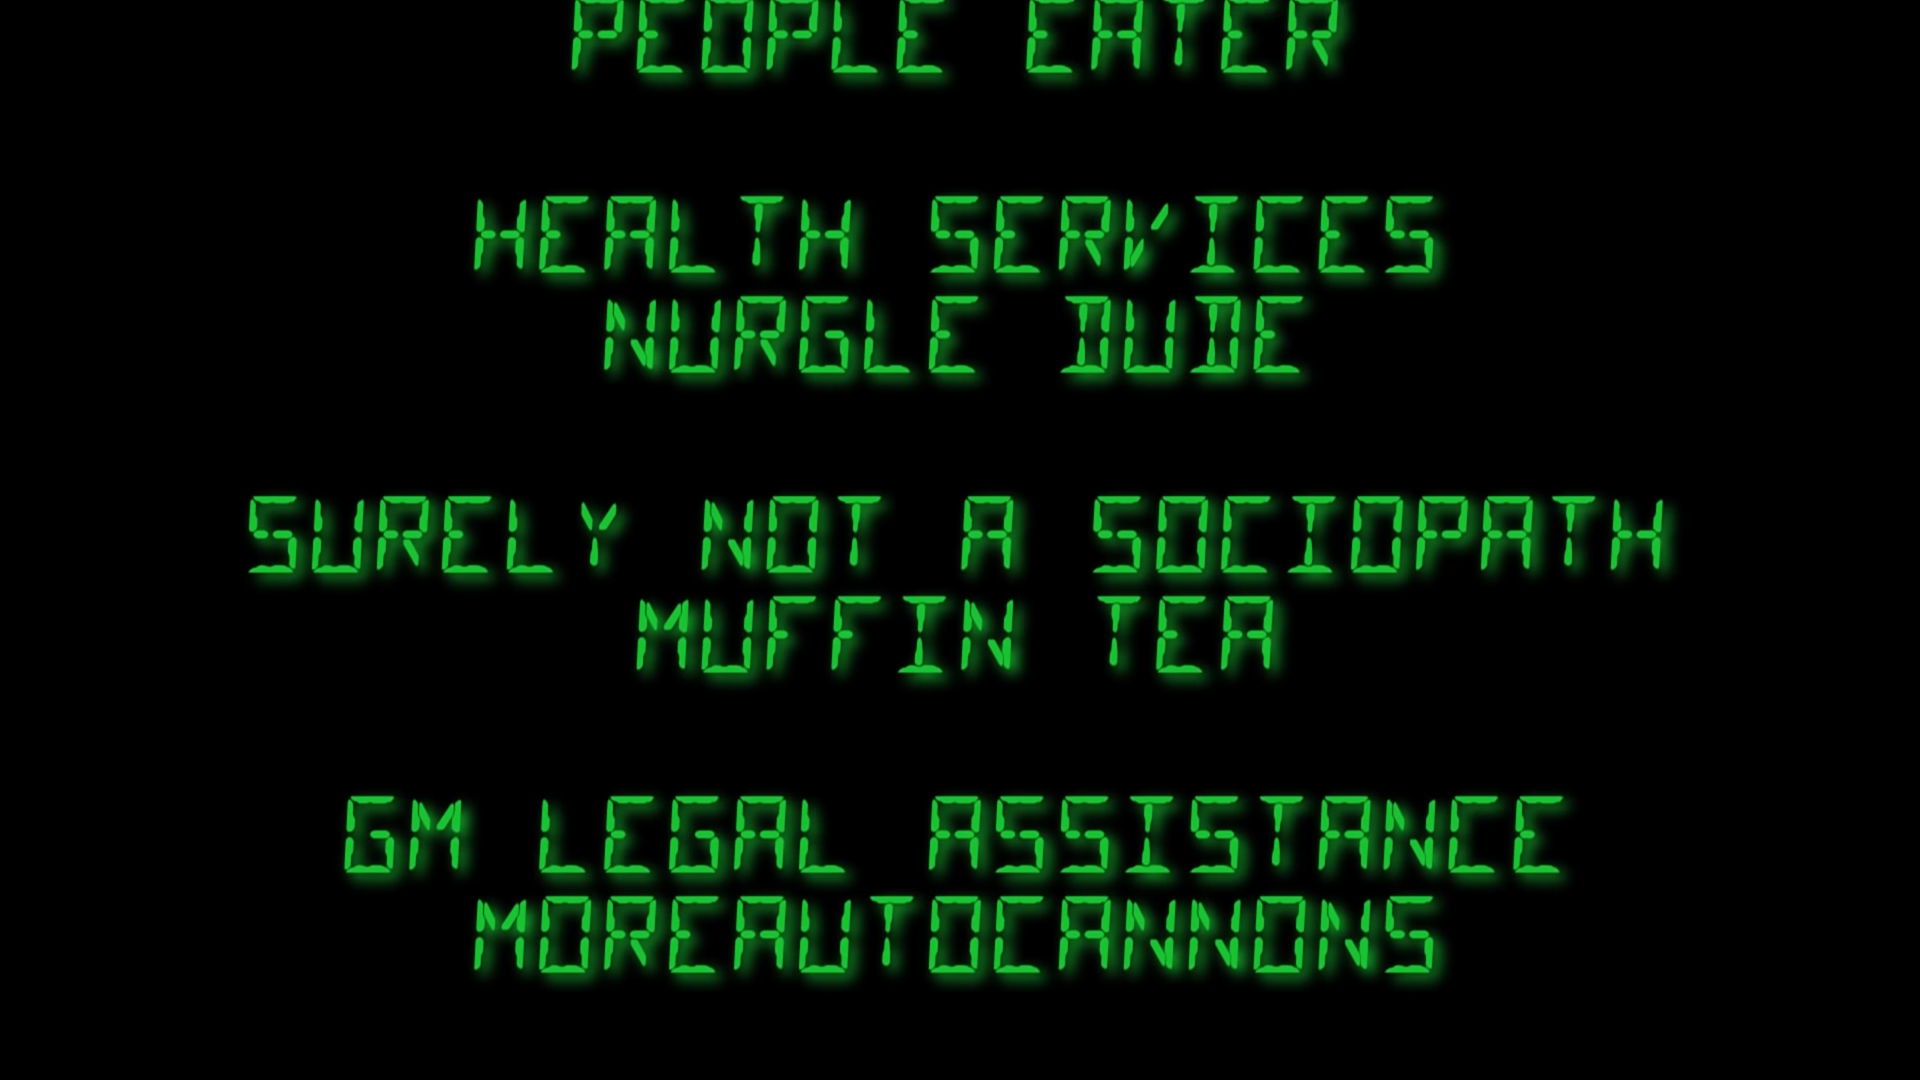 PEOPLE EATER
HEALTH SERVICES
NURGLE DUDE
SURELY NOT A SOCIOPATH
MUFFIN TEA
GM LEGAL ASSISTANCE
MOREAUTOCANNONS